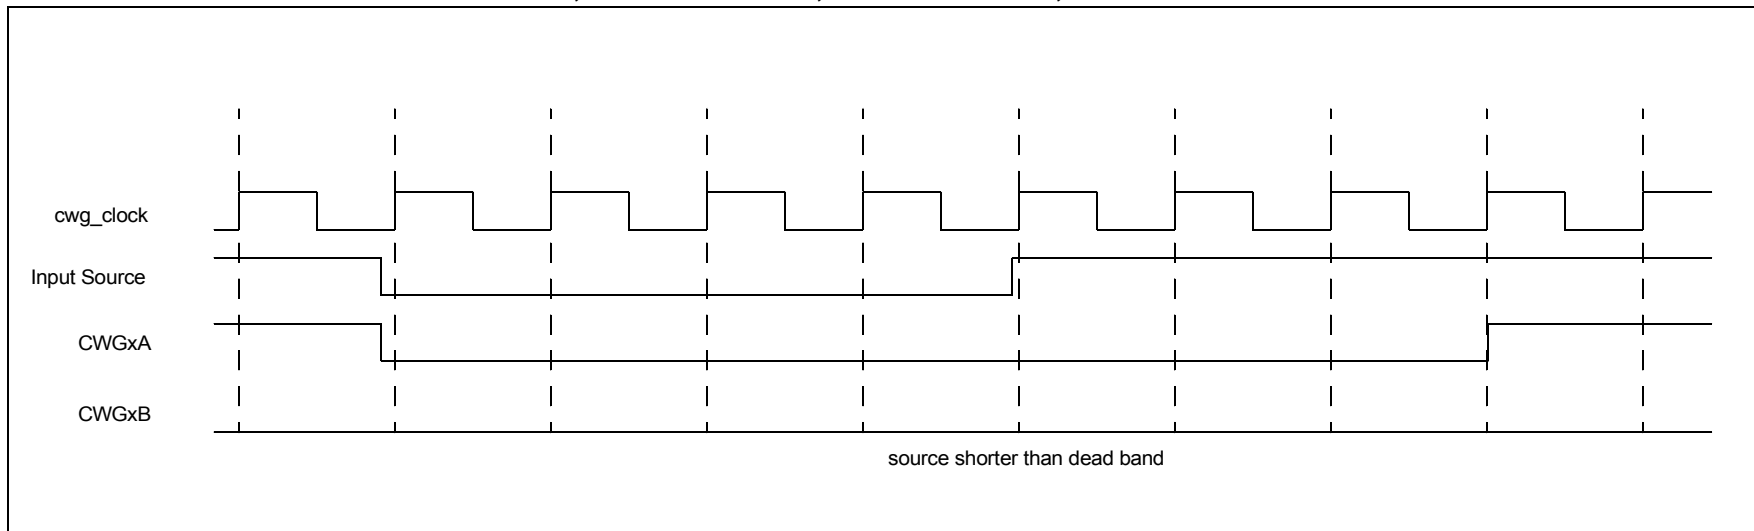 cwg_clock
Input Source
CWGxA
CWGxB
source shorter than dead band